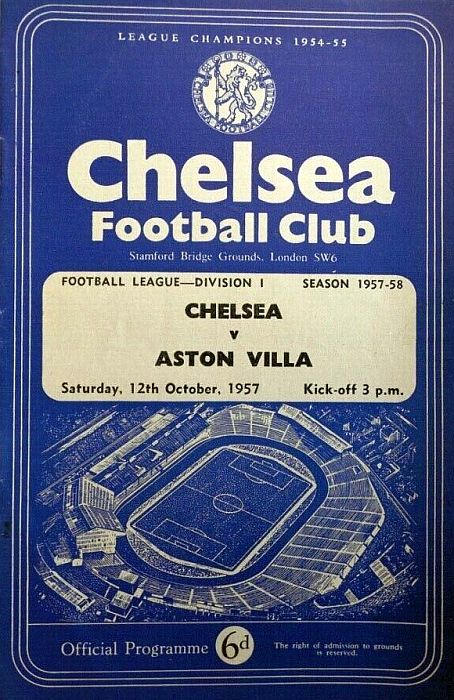 LEAGUE CHAMPIONS 1954-55
Chelsea
Football Club
Stamford Bridge Grounds, London SW6
FOOTBALL LEAGUE—DIVISION I SEASON 1957-58
CHELSEA
v
ASTON VILLA
Saturday, 12th October, 1957 Kick-off 3 p.m.
Official Programme 6d The right of admission to grounds
is reserved.